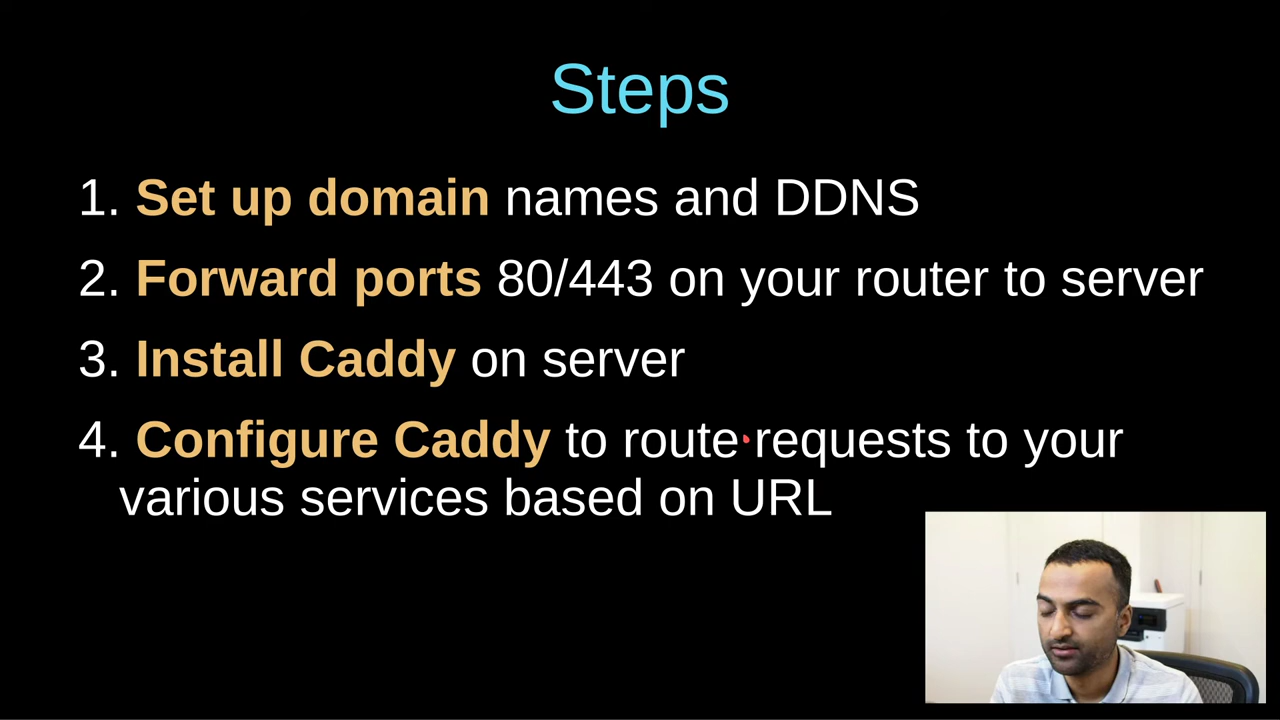 Steps
1. Set up domain names and DDNS
2. Forward ports 80/443 on your router to server
3. Install Caddy on server
4. Configure Caddy to route requests to your
various services based on URL